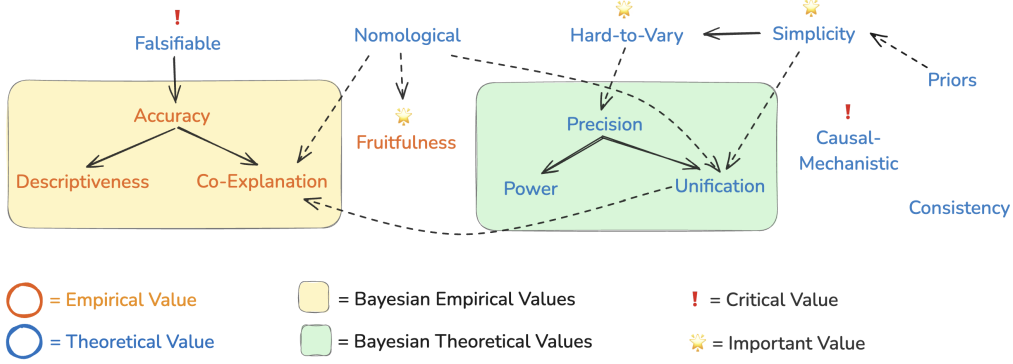 Falsifiable
Nomological
Hard-to-Vary
Simplicity
Priors
Accuracy
Fruitfulness
Precision
Causal-
Mechanistic
Descriptiveness
Co-Explanation
Power
Unification
Consistency
= Empirical Value
= Bayesian Empirical Values
= Critical Value
= Theoretical Value
= Bayesian Theoretical Values
= Important Value